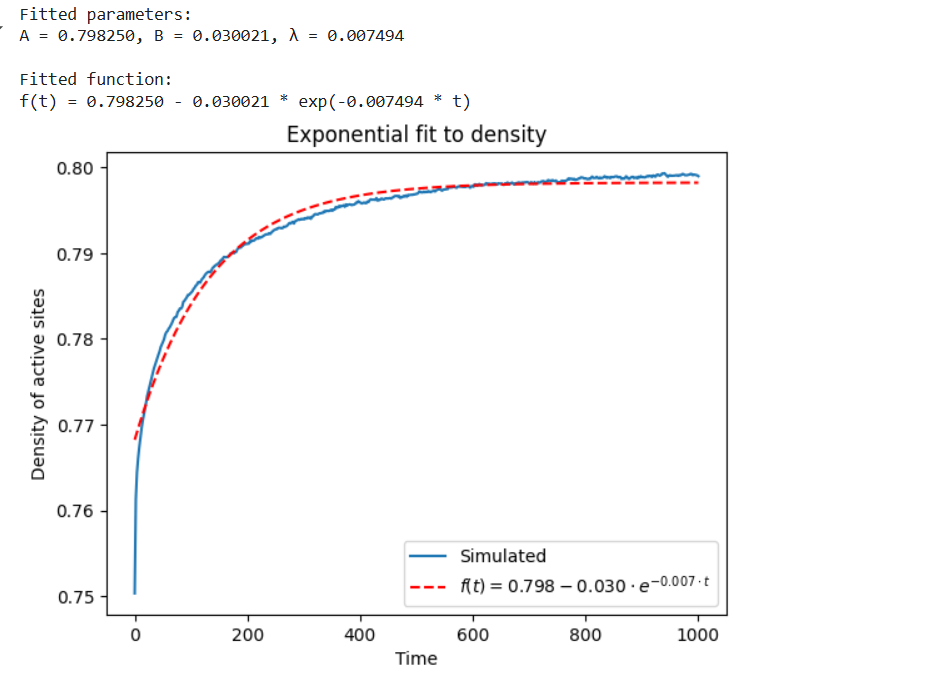 Fitted parameters:
A = 0.798250, B = 0.030021, λ = 0.007494
Fitted function:
f(t) = 0.798250 - 0.030021 * exp(-0.007494 * t)
Exponential fit to density
0.80
0.79
0.78
0.77
0.76
0.75
Density of active sites
Simulated
f(t) = 0.798 − 0.030 · e^{−0.007·t}
0 200 400 600 800 1000
Time